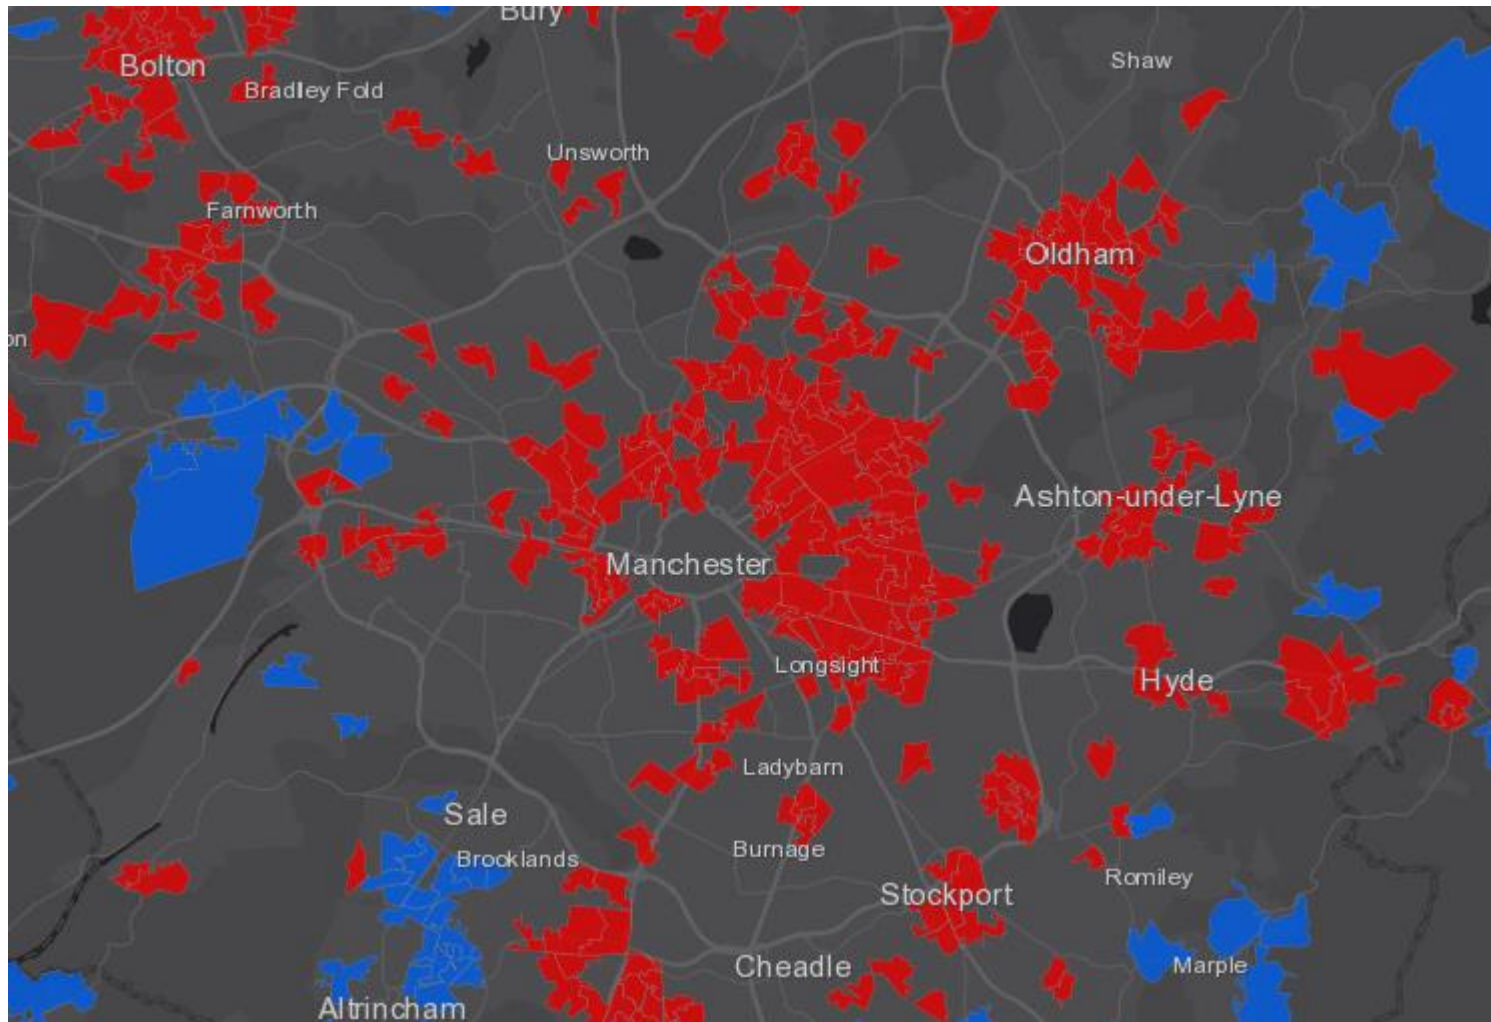 Bury
Bolton
Shaw
Bradley Fold
Unsworth
Farnworth
Oldham
on
Ashton-under-Lyne
Manchester
Longsight
Hyde
Ladybarn
Sale
Burnage
Brooklands
Romiley
Stockport
Cheadle
Marple
Altrincham